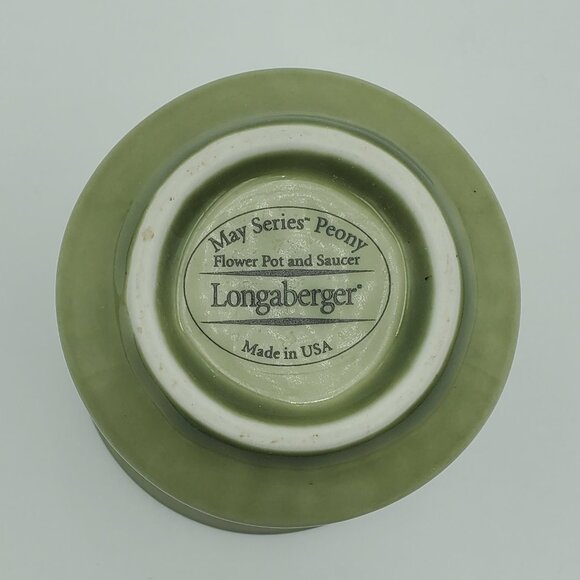 May Series™ Peony
Flower Pot and Saucer
Longaberger®
Made in USA